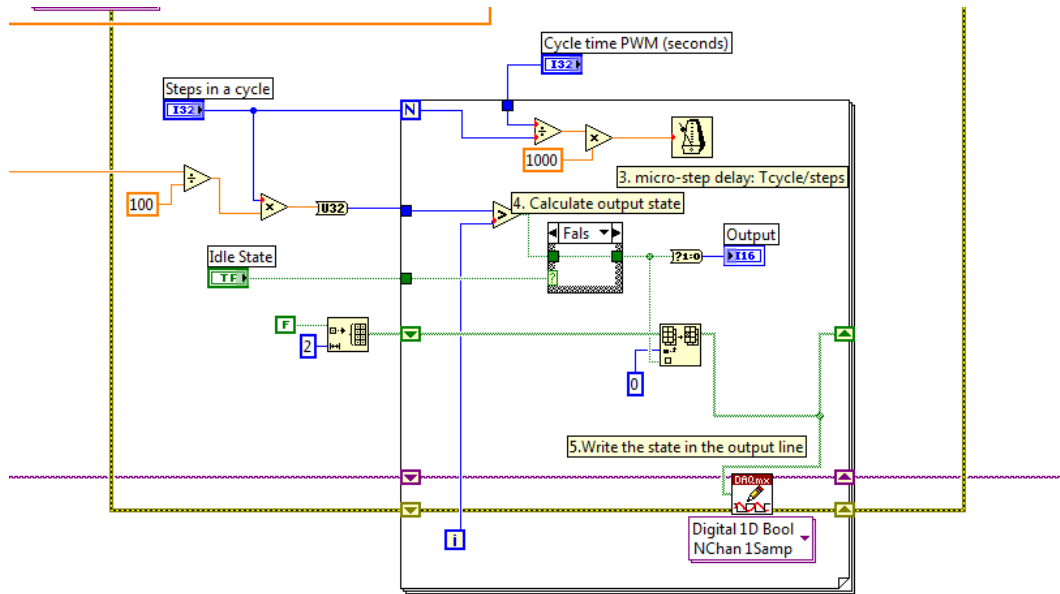 Cycle time PWM (seconds)
I32
Steps in a cycle
I32
N
÷
×
1000
3. micro-step delay: Tcycle/steps
÷
100
×
U32
>
4. Calculate output state
Fals
Output
?1:0
I16
Idle State
TF
?
F
2
0
5.Write the state in the output line
DAQmx
Digital 1D Bool
NChan 1Samp
i